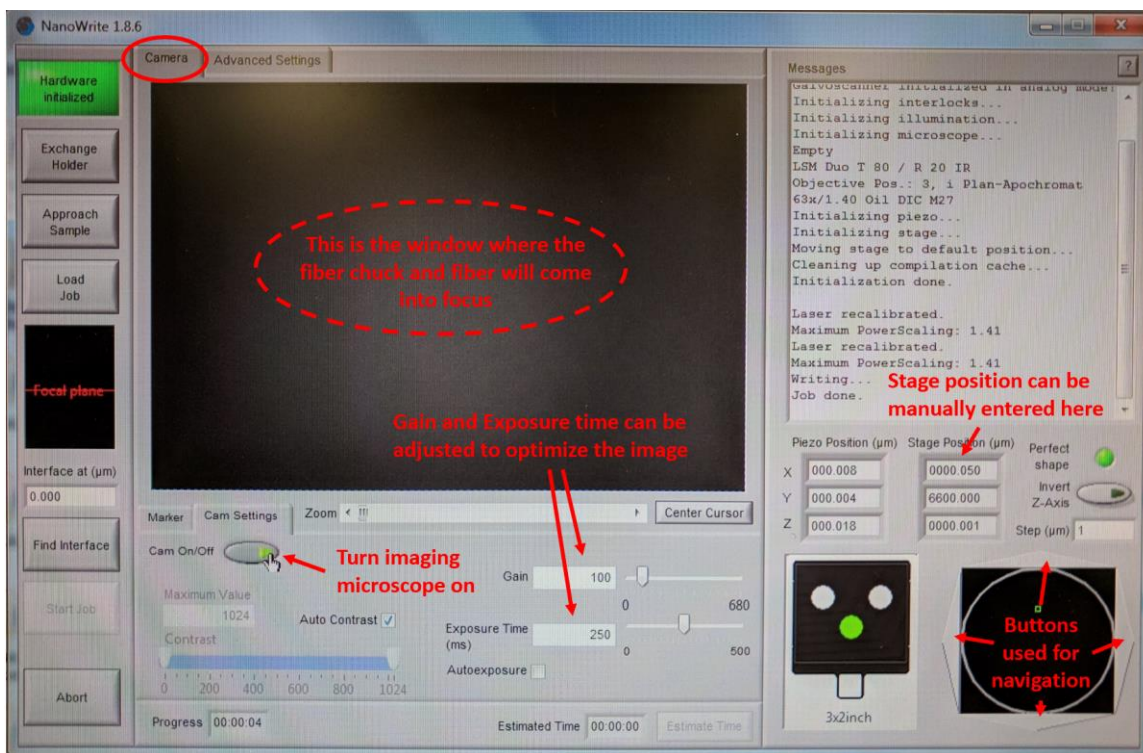 NanoWrite 1.8.6
Camera
Advanced Settings
Hardware
initialized
Exchange
Holder
Approach
Sample
Load
Job
Focal plane
Interface at (µm)
0.000
Find Interface
Start Job
Abort
This is the window where the
fiber chuck and fiber will come
into focus
Gain and Exposure time can be
adjusted to optimize the image
Marker
Cam Settings
Zoom
Center Cursor
Cam On/Off
Turn imaging
microscope on
Maximum Value
1024
Auto Contrast
Contrast
0 200 400 600 800 1024
Gain
100
0 680
Exposure Time
(ms)
250
0 500
Autoexposure
Progress 00:00:04
Estimated Time 00:00:00
Estimate Time
Messages
?
Galvoscanner initialized in analog mode.
Initializing interlocks...
Initializing illumination...
Initializing microscope...
Empty
LSM Duo T 80 / R 20 IR
Objective Pos.: 3, i Plan-Apochromat
63x/1.40 Oil DIC M27
Initializing piezo...
Initializing stage...
Moving stage to default position...
Cleaning up compilation cache...
Initialization done.
Laser recalibrated.
Maximum PowerScaling: 1.41
Laser recalibrated.
Maximum PowerScaling: 1.41
Writing...
Job done.
Stage position can be
manually entered here
Piezo Position (µm) Stage Position (µm)
X 000.008 0000.050
Y 000.004 6600.000
Z 000.018 0000.001
Perfect
shape
Invert
Z-Axis
Step (µm) 1
3x2inch
Buttons
used for
navigation